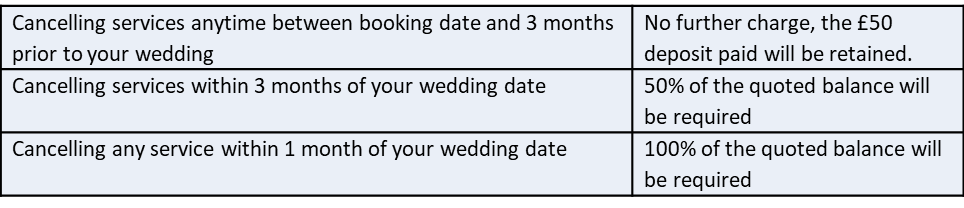 Cancelling services anytime between booking date and 3 months
prior to your wedding
No further charge, the £50
deposit paid will be retained.
Cancelling services within 3 months of your wedding date
50% of the quoted balance will
be required
Cancelling any service within 1 month of your wedding date
100% of the quoted balance will
be required